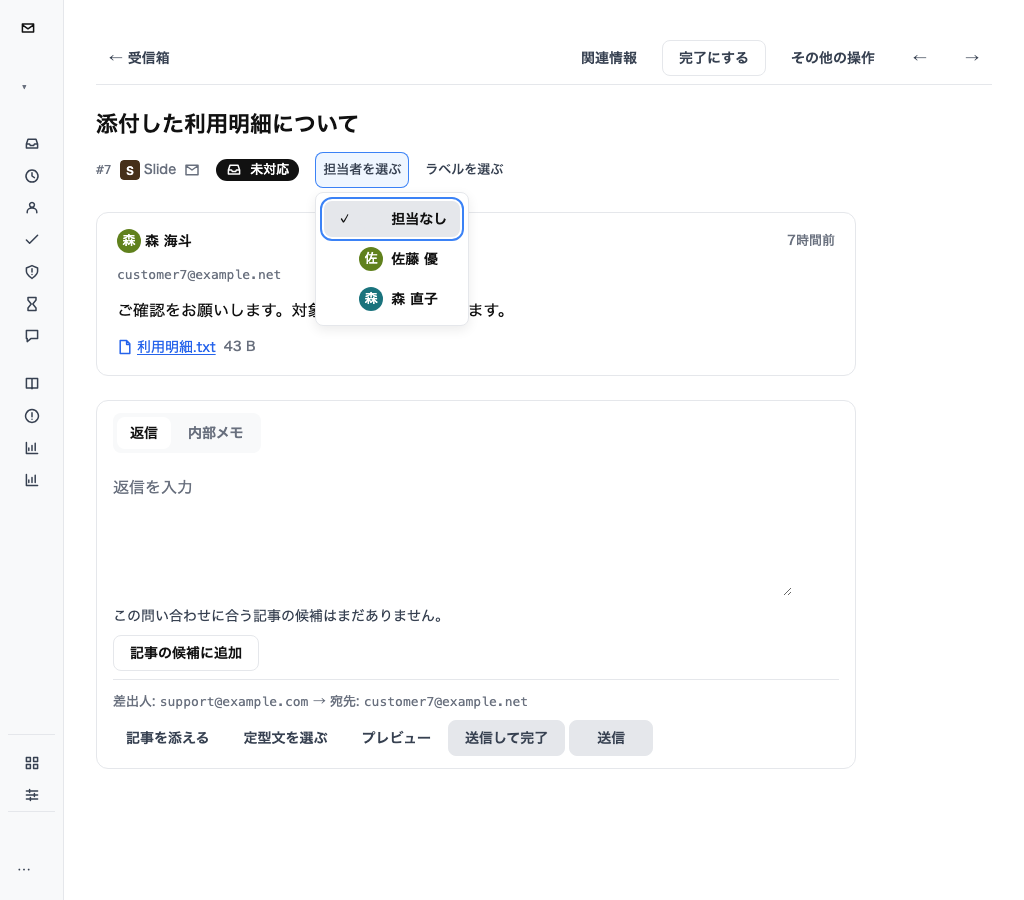 ← 受信箱
関連情報
完了にする
その他の操作
←
→
添付した利用明細について
#7
S Slide
未対応
担当者を選ぶ
ラベルを選ぶ
✓ 担当なし
佐 佐藤 優
森 森 直子
森 森 海斗
7時間前
customer7@example.net
ご確認をお願いします。対
ます。
利用明細.txt 43 B
返信
内部メモ
返信を入力
この問い合わせに合う記事の候補はまだありません。
記事の候補に追加
差出人: support@example.com → 宛先: customer7@example.net
記事を添える
定型文を選ぶ
プレビュー
送信して完了
送信
…